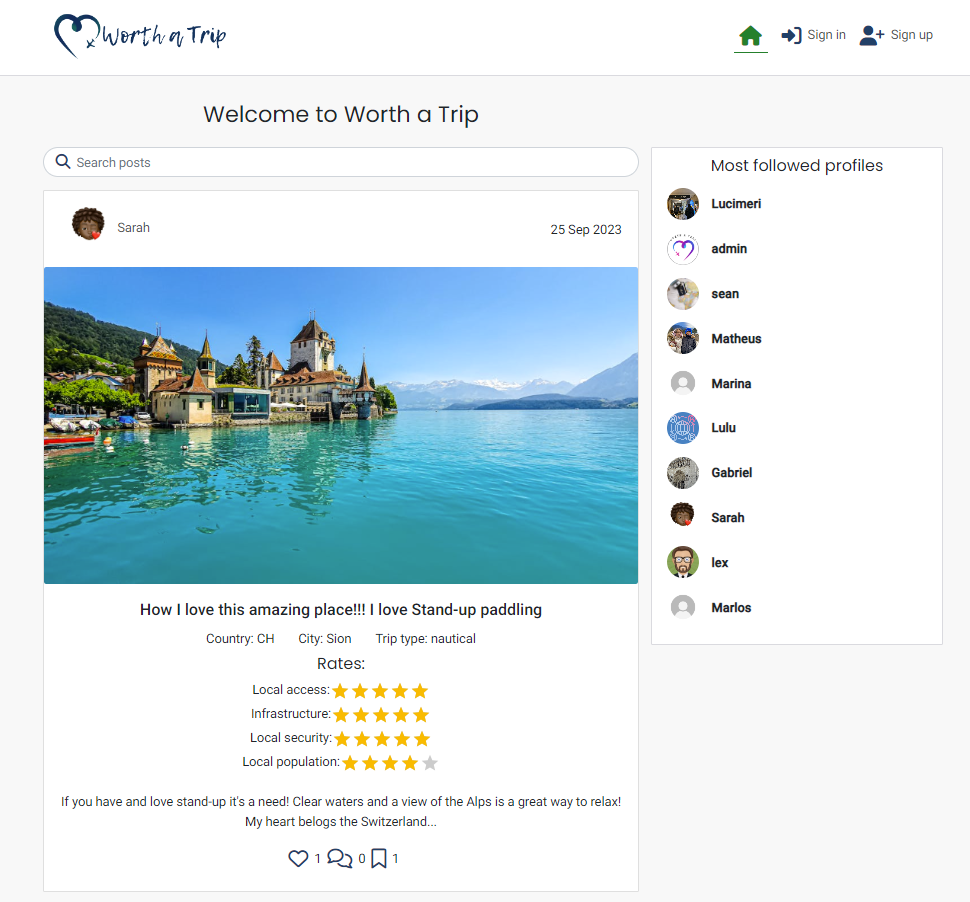 Worth a Trip
Sign in
Sign up
Welcome to Worth a Trip
Search posts
Sarah
25 Sep 2023
How I love this amazing place!!! I love Stand-up paddling
Country: CH City: Sion Trip type: nautical
Rates:
Local access:
Infrastructure:
Local security:
Local population:
If you have and love stand-up it's a need! Clear waters and a view of the Alps is a great way to relax!
My heart belogs the Switzerland...
1 0 1
Most followed profiles
Lucimeri
admin
sean
Matheus
Marina
Lulu
Gabriel
Sarah
lex
Marlos